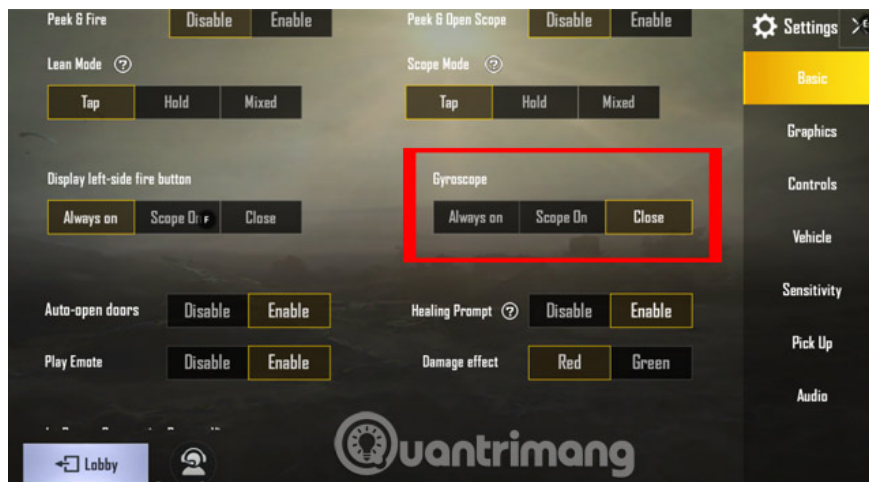 Peek & Fire Disable Enable Peek & Open Scope Disable Enable
Settings
Lean Mode ? Scope Mode ?
Basic
Tap Hold Mixed Tap Hold Mixed
Graphics
Display left-side fire button Gyroscope
Controls
Always on Scope On F Close Always on Scope On Close
Vehicle
Sensitivity
Auto-open doors Disable Enable Healing Prompt ? Disable Enable
Pick Up
Play Emote Disable Enable Damage effect Red Green
Audio
Lobby
Quantrimang